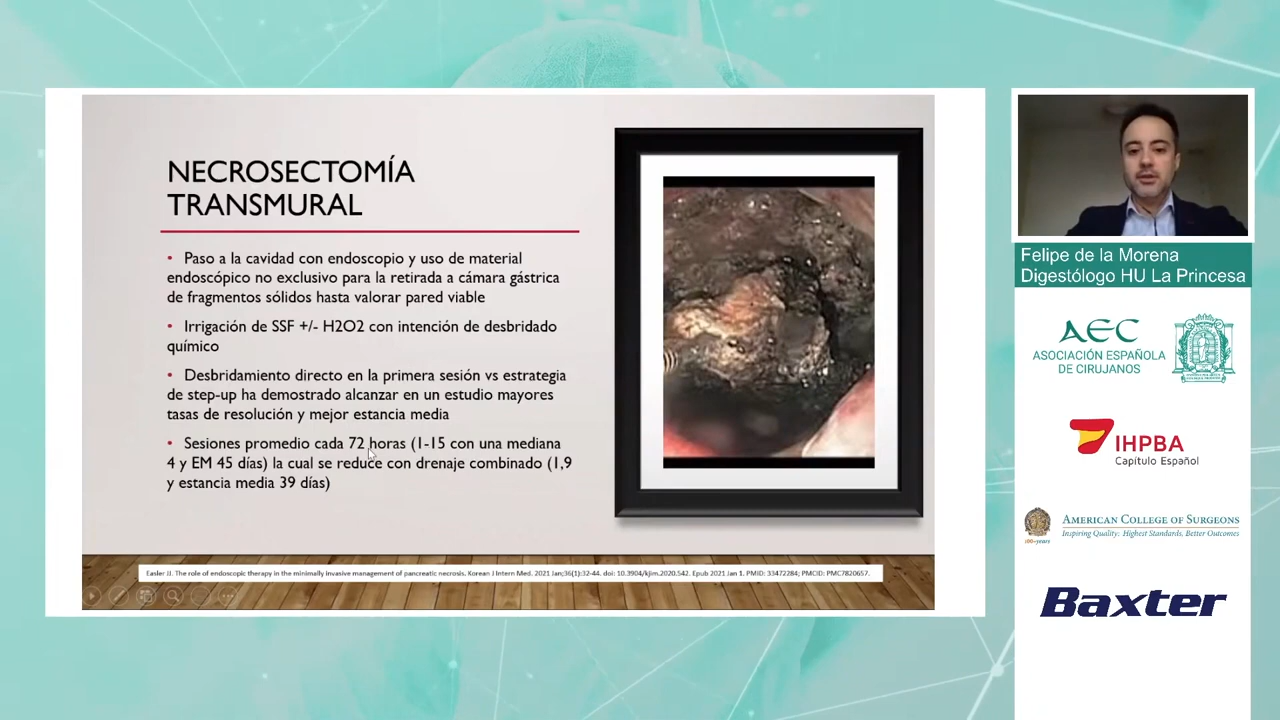 NECROSECTOMÍA
TRANSMURAL
• Paso a la cavidad con endoscopio y uso de material
endoscópico no exclusivo para la retirada a cámara gástrica
de fragmentos sólidos hasta valorar pared viable
• Irrigación de SSF +/- H2O2 con intención de desbridado
químico
• Desbridamiento directo en la primera sesión vs estrategia
de step-up ha demostrado alcanzar en un estudio mayores
tasas de resolución y mejor estancia media
• Sesiones promedio cada 72 horas (1-15 con una mediana
4 y EM 45 días) la cual se reduce con drenaje combinado (1,9
y estancia media 39 días)
Easler JJ. The role of endoscopic therapy in the minimally invasive management of pancreatic necrosis. Korean J Intern Med. 2021 Jan;36(1):32-44. doi: 10.3904/kjim.2020.542. Epub 2021 Jan 1. PMID: 33472284; PMCID: PMC7820657.
Felipe de la Morena
Digestólogo HU La Princesa
AEC
ASOCIACIÓN ESPAÑOLA
DE CIRUJANOS
IHPBA
Capítulo Español
AMERICAN COLLEGE OF SURGEONS
Inspiring Quality: Highest Standards, Better Outcomes
100+years
Baxter